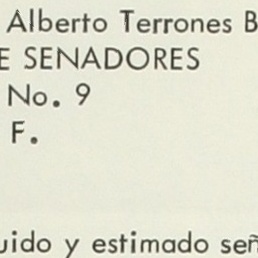 Alberto Terrones B
E SENADORES
No. 9
F.
uido y estimado señ